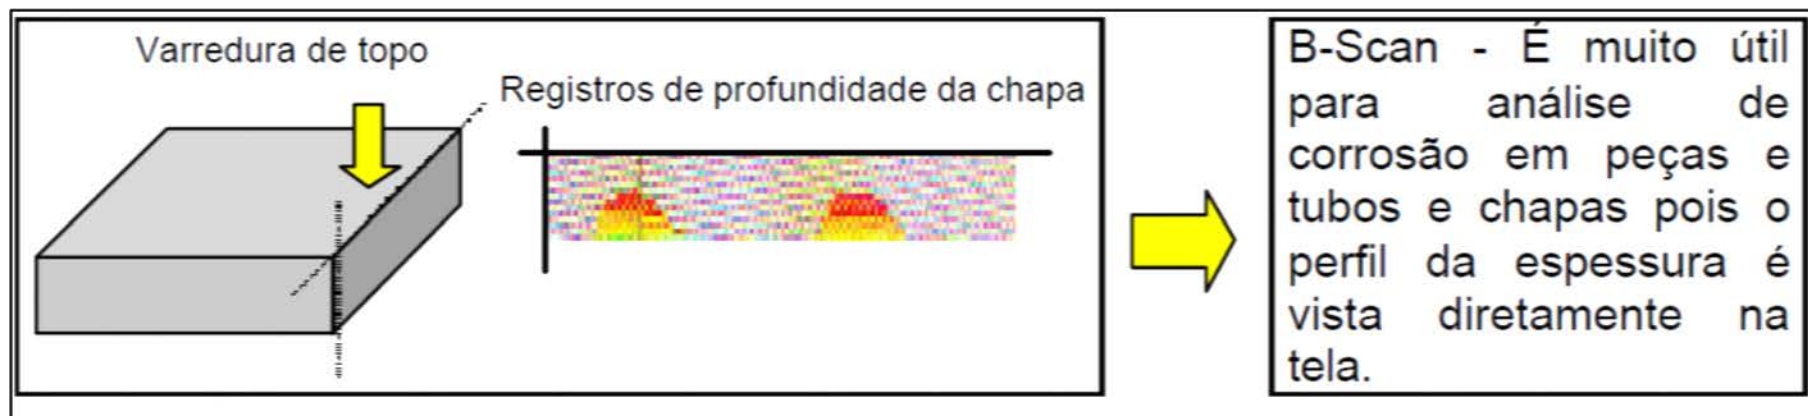 Varredura de topo
Registros de profundidade da chapa
B-Scan - É muito útil
para análise de
corrosão em peças e
tubos e chapas pois o
perfil da espessura é
vista diretamente na
tela.